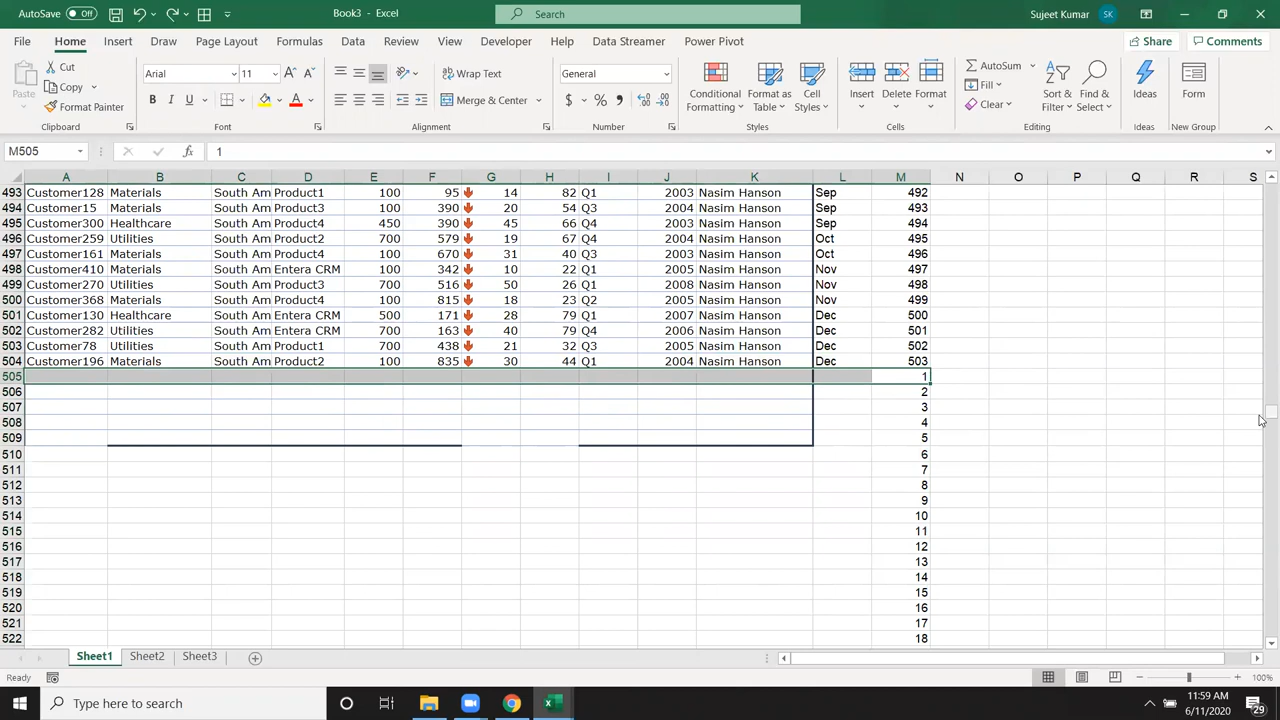 AutoSave Off Book3 - Excel Search Sujeet Kumar SK
File Home Insert Draw Page Layout Formulas Data Review View Developer Help Data Streamer Power Pivot Share Comments
Paste Cut Copy Format Painter Clipboard
Arial 11 B I U A Font
Wrap Text Merge & Center Alignment
General $ % , Number
Conditional Formatting Format as Table Cell Styles Styles
Insert Delete Format Cells
AutoSum Fill Clear Sort & Filter Find & Select Editing
Ideas Ideas
Form New Group
M505 fx 1
A B C D E F G H I J K L M N O P Q R S
493 Customer128 Materials South Am Product1 100 95 14 82 Q1 2003 Nasim Hanson Sep 492
494 Customer15 Materials South Am Product3 100 390 20 54 Q3 2004 Nasim Hanson Sep 493
495 Customer300 Healthcare South Am Product4 450 390 45 66 Q4 2003 Nasim Hanson Sep 494
496 Customer259 Utilities South Am Product2 700 579 19 67 Q4 2004 Nasim Hanson Oct 495
497 Customer161 Materials South Am Product4 100 670 31 40 Q3 2003 Nasim Hanson Oct 496
498 Customer410 Materials South Am Entera CRM 100 342 10 22 Q1 2005 Nasim Hanson Nov 497
499 Customer270 Utilities South Am Product3 700 516 50 26 Q1 2008 Nasim Hanson Nov 498
500 Customer368 Materials South Am Product4 100 815 18 23 Q2 2005 Nasim Hanson Nov 499
501 Customer130 Healthcare South Am Entera CRM 500 171 28 79 Q1 2007 Nasim Hanson Dec 500
502 Customer282 Utilities South Am Entera CRM 700 163 40 79 Q4 2006 Nasim Hanson Dec 501
503 Customer78 Utilities South Am Product1 700 438 21 32 Q3 2005 Nasim Hanson Dec 502
504 Customer196 Materials South Am Product2 100 835 30 44 Q1 2004 Nasim Hanson Dec 503
505 1
506 2
507 3
508 4
509 5
510 6
511 7
512 8
513 9
514 10
515 11
516 12
517 13
518 14
519 15
520 16
521 17
522 18
Sheet1 Sheet2 Sheet3
Ready 100%
Type here to search 11:59 AM
6/11/2020 29